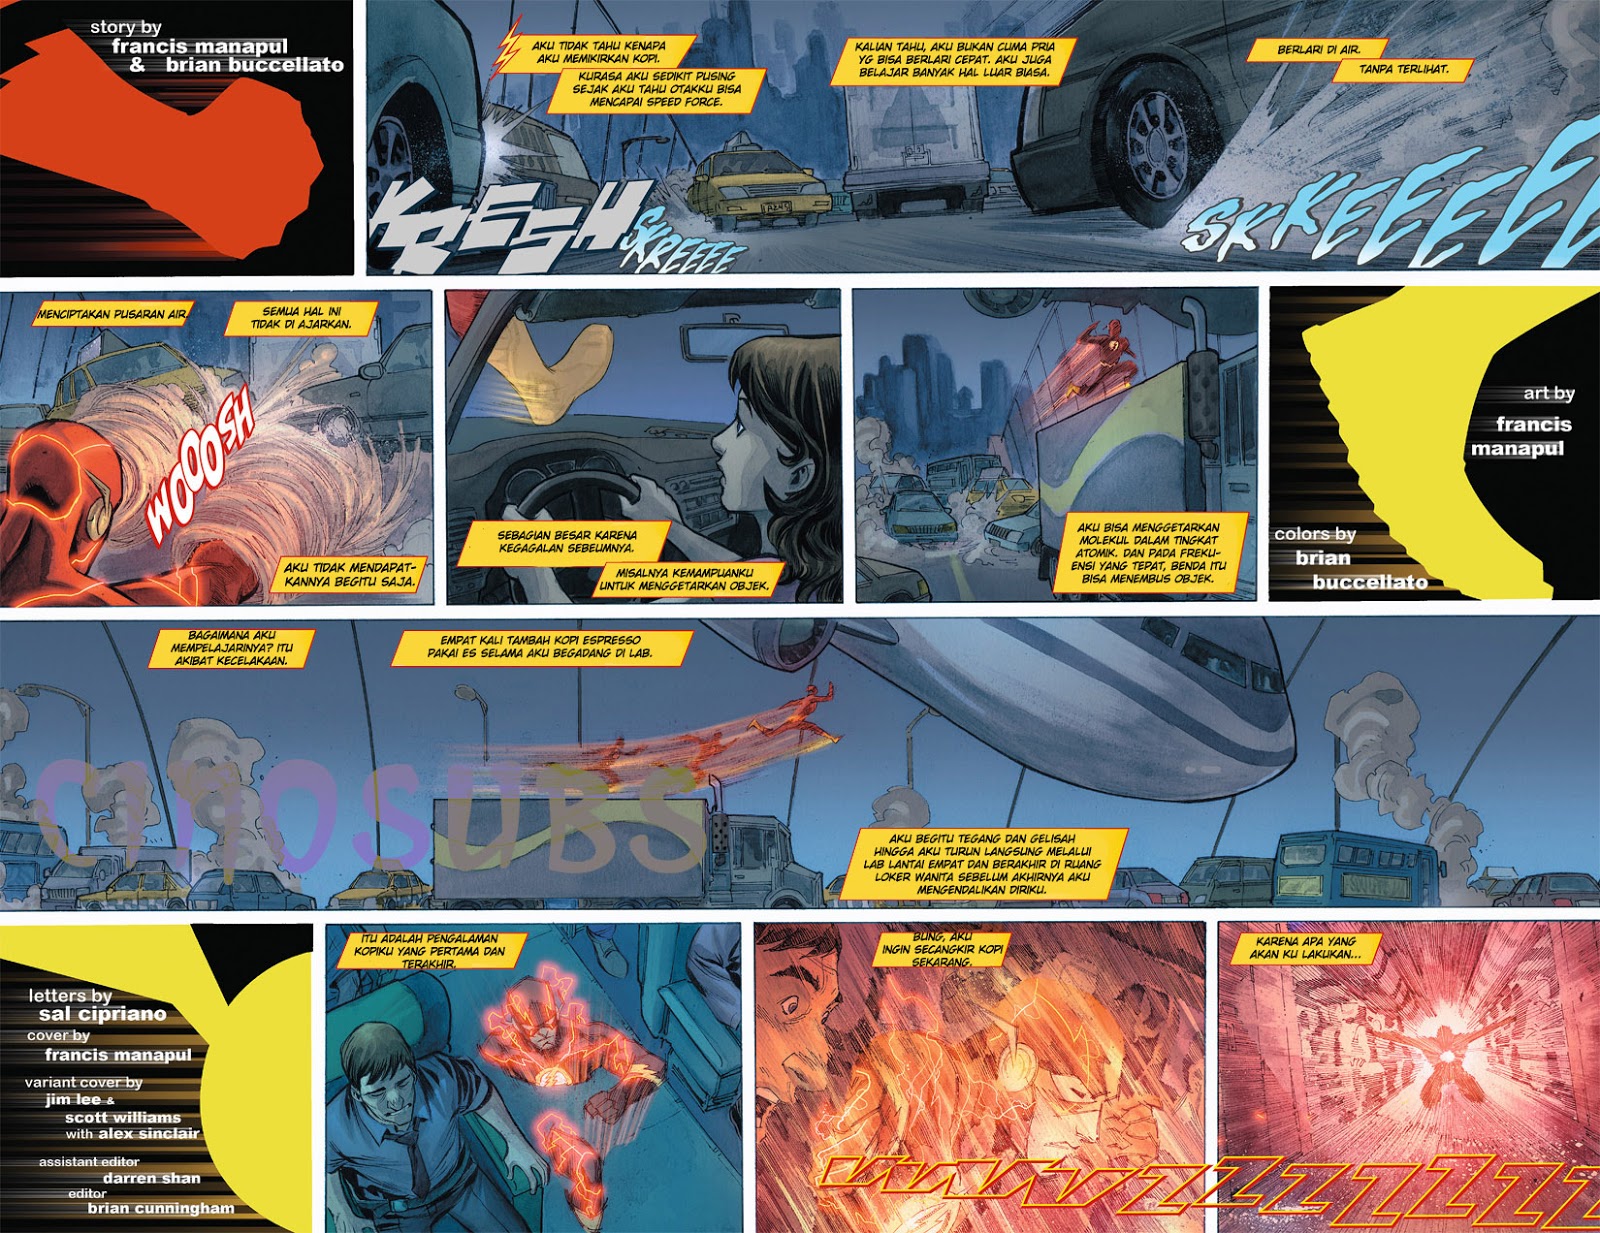 story by
francis manapul
& brian buccellato
AKU TIDAK TAHU KENAPA
AKU MEMIKIRKAN KOPI.
KURASA AKU SEDIKIT PUSING
SEJAK AKU TAHU OTAKKU BISA
MENCAPAI SPEED FORCE.
KALIAN TAHU, AKU BUKAN CUMA PRIA
YG BISA BERLARI CEPAT. AKU JUGA
BELAJAR BANYAK HAL LUAR BIASA.
BERLARI DI AIR.
TANPA TERLIHAT.
KRESH
SKREEEE
SKKREEEEEE
MENCIPTAKAN PUSARAN AIR.
SEMUA HAL INI
TIDAK DI AJARKAN.
WOOOSH
AKU TIDAK MENDAPAT-
KANNYA BEGITU SAJA.
SEBAGIAN BESAR KARENA
KEGAGALAN SEBELUMNYA.
MISALNYA KEMAMPUANKU
UNTUK MENGGETARKAN OBJEK.
AKU BISA MENGGETARKAN
MOLEKUL DALAM TINGKAT
ATOMIK. DAN PADA FREKU-
ENSI YANG TEPAT, BENDA ITU
BISA MENEMBUS OBJEK.
art by
francis
manapul
colors by
brian
buccellato
BAGAIMANA AKU
MEMPELAJARINYA? ITU
AKIBAT KECELAKAAN.
EMPAT KALI TAMBAH KOPI ESPRESSO
PAKAI ES SELAMA AKU BEGADANG DI LAB.
CINOSUBS
AKU BEGITU TEGANG DAN GELISAH
HINGGA AKU TURUN LANGSUNG MELALUI
LAB LANTAI EMPAT DAN BERAKHIR DI RUANG
LOKER WANITA SEBELUM AKHIRNYA AKU
MENGENDALIKAN DIRIKU.
letters by
sal cipriano
cover by
francis manapul
variant cover by
jim lee &
scott williams
with alex sinclair
assistant editor
darren shan
editor
brian cunningham
ITU ADALAH PENGALAMAN
KOPIKU YANG PERTAMA DAN
TERAKHIR.
BUNG, AKU
INGIN SECANGKIR KOPI
SEKARANG.
KARENA APA YANG
AKAN KU LAKUKAN...